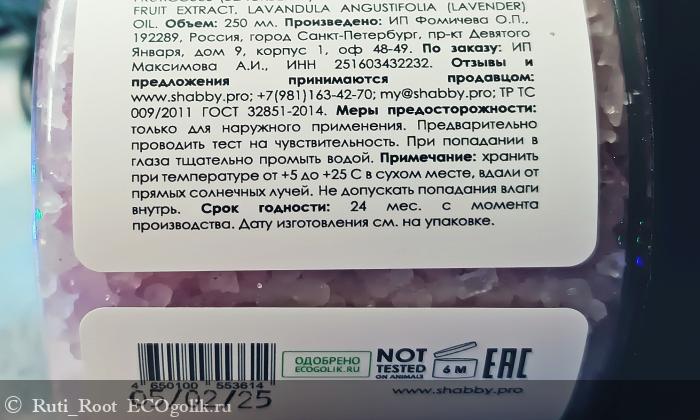 FRUIT EXTRACT, LAVANDULA ANGUSTIFOLIA (LAVENDER)
OIL. Объем: 250 мл. Произведено: ИП Фомичева О.П.,
192289, Россия, город Санкт-Петербург, пр-кт Девятого
Января, дом 9, корпус 1, оф 48-49. По заказу: ИП
Максимова А.И., ИНН 251603432232. Отзывы и
предложения принимаются продавцом:
www.shabby.pro; +7(981)163-42-70; my@shabby.pro; ТР ТС
009/2011 ГОСТ 32851-2014. Меры предосторожности:
только для наружного применения. Предварительно
проводить тест на чувствительность. При попадании в
глаза тщательно промыть водой. Примечание: хранить
при температуре от +5 до +25 С в сухом месте, вдали от
прямых солнечных лучей. Не допускать попадания влаги
внутрь. Срок годности: 24 мес. с момента
производства. Дату изготовления см. на упаковке.
4 650100 553614
ОДОБРЕНО
ECOGOLIK.RU
NOT
TESTED
ON ANIMALS
6 M
EAC
www.shabby.pro
05/02/25
© Ruti_Root ECOgolik.ru